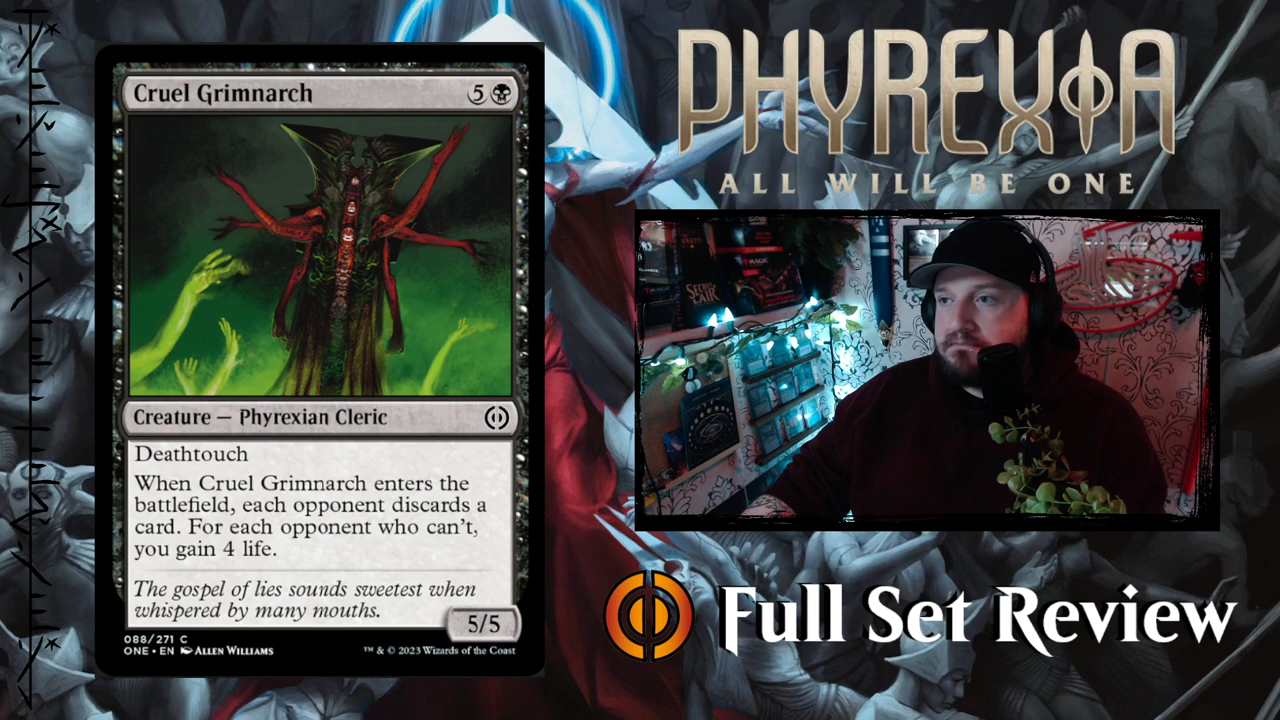 Cruel Grimnarch 5
Creature — Phyrexian Cleric
Deathtouch
When Cruel Grimnarch enters the
battlefield, each opponent discards a
card. For each opponent who can't,
you gain 4 life.
The gospel of lies sounds sweetest when
whispered by many mouths.
5/5
088/271 C
ONE • EN ALLEN WILLIAMS
™ & © 2023 Wizards of the Coast
PHYREXIA
ALL WILL BE ONE
MAGIC
SECRET
LAIR
Full Set Review